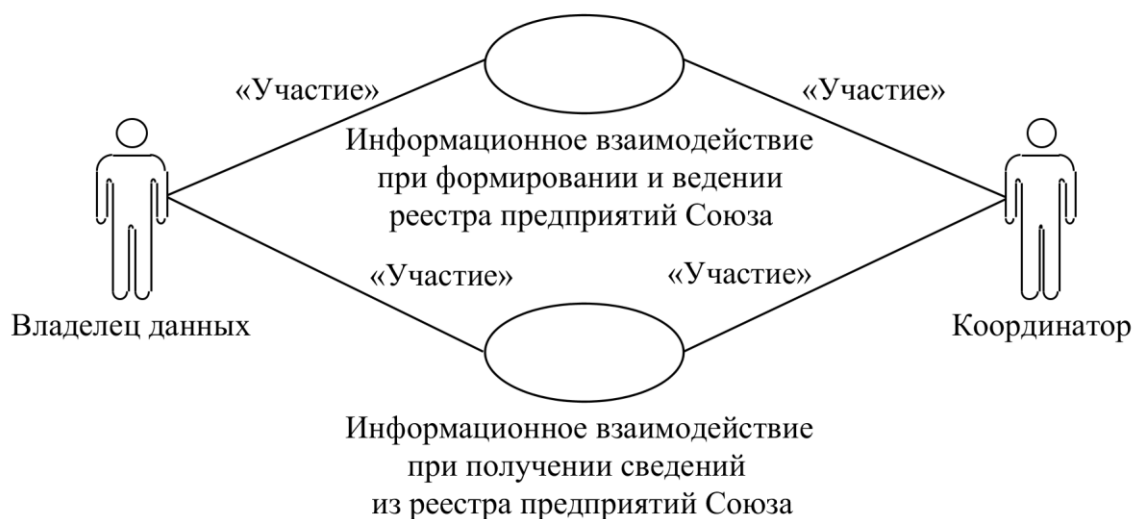 «Участие»
«Участие»
Информационное взаимодействие
при формировании и ведении
реестра предприятий Союза
«Участие»
«Участие»
Владелец данных
Координатор
Информационное взаимодействие
при получении сведений
из реестра предприятий Союза